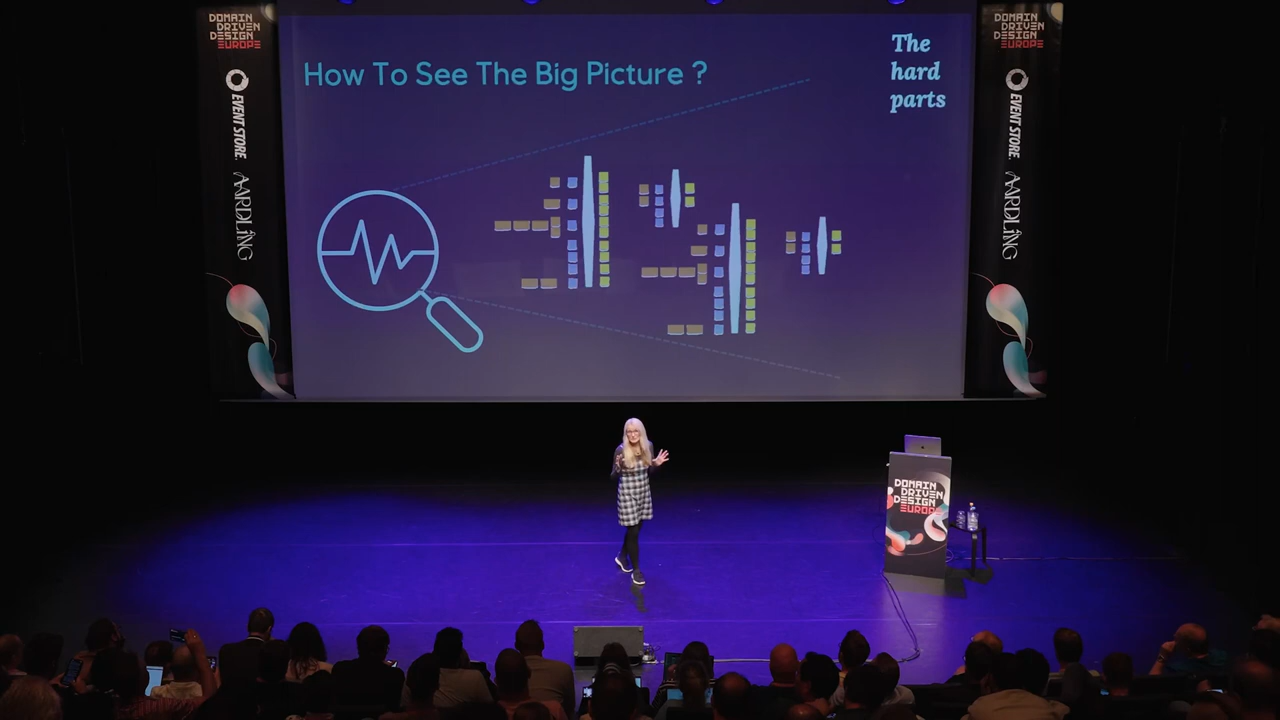 DOMAIN
DRIVEN
DESIGN
EUROPE
EVENT STORE.
AARDLING
How To See The Big Picture ?
The
hard
parts
DOMAIN
DRIVEN
DESIGN
EUROPE
EVENT STORE.
AARDLING
DOMAIN
DRIVEN
DESIGN
EUROPE